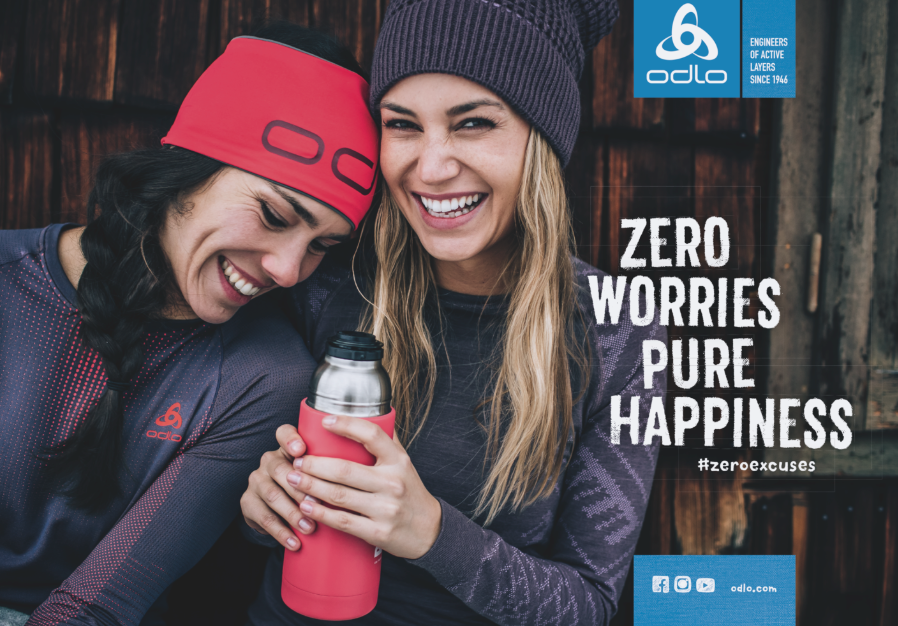 odlo
ENGINEERS
OF ACTIVE
LAYERS
SINCE 1946
ZERO
WORRIES
PURE
HAPPINESS
#zeroexcuses
odlo
odlo.com